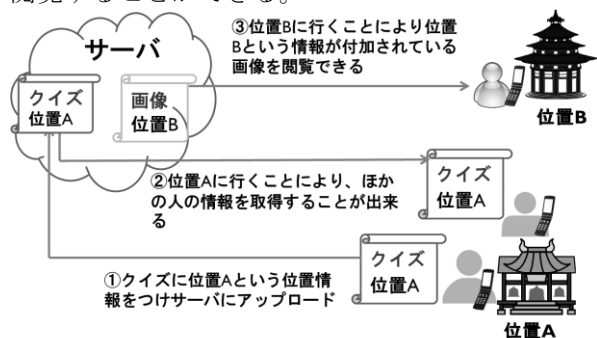 閲覧することができる。
サーバ
クイズ
位置A
画像
位置B
③位置Bに行くことにより位置
Bという情報が付加されている
画像を閲覧できる
位置B
②位置Aに行くことにより、ほか
の人の情報を取得することが出来
る
クイズ
位置A
①クイズに位置Aという位置情
報をつけサーバにアップロード
クイズ
位置A
位置A